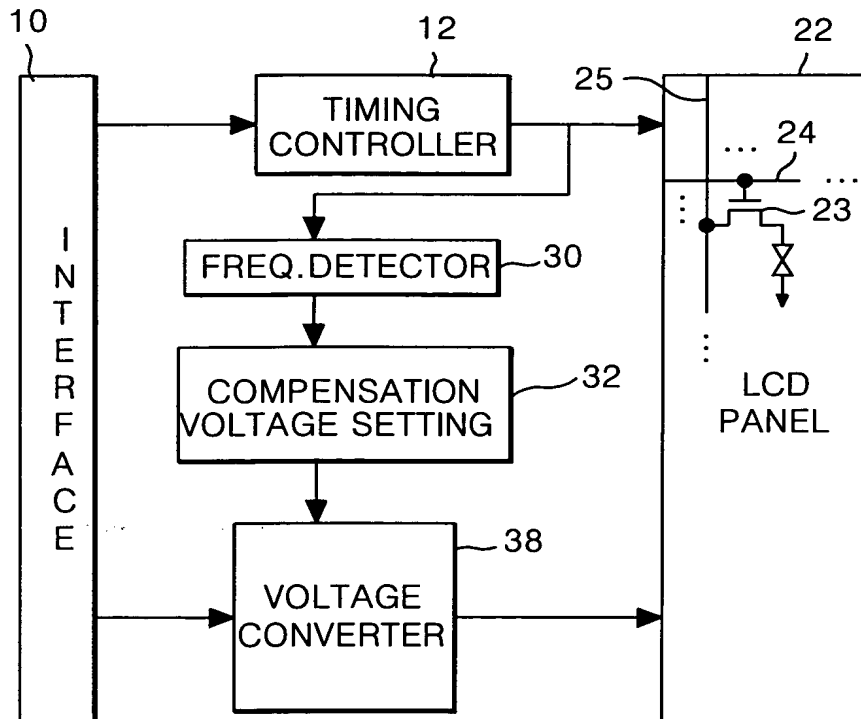 10
12
22
25
TIMING
CONTROLLER
...
24
...
...
23
FREQ.DETECTOR
30
INTERFACE
COMPENSATION
VOLTAGE SETTING
32
...
LCD
PANEL
38
VOLTAGE
CONVERTER